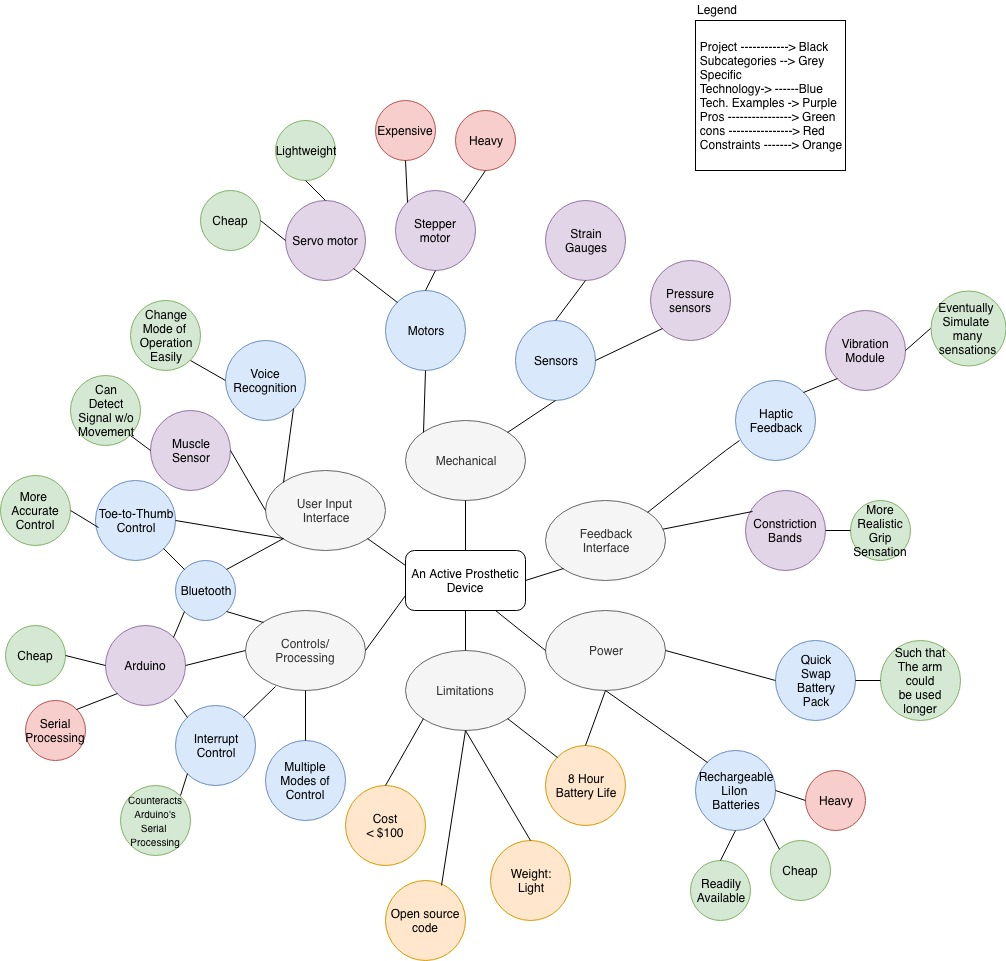 Legend
Project ------------> Black
Subcategories --> Grey
Specific
Technology-> ------Blue
Tech. Examples -> Purple
Pros ----------------> Green
cons ----------------> Red
Constraints -------> Orange
Expensive
Heavy
Lightweight
Cheap
Servo motor
Stepper
motor
Strain
Gauges
Pressure
sensors
Motors
Sensors
Eventually
Simulate
many
sensations
Vibration
Module
Haptic
Feedback
Change
Mode of
Operation
Easily
Voice
Recognition
Can
Detect
Signal w/o
Movement
Muscle
Sensor
Mechanical
More
Accurate
Control
Toe-to-Thumb
Control
User Input
Interface
Feedback
Interface
Constriction
Bands
More
Realistic
Grip
Sensation
Bluetooth
An Active Prosthetic
Device
Cheap
Arduino
Controls/
Processing
Limitations
Power
Quick
Swap
Battery
Pack
Such that
The arm
could
be used
longer
Serial
Processing
Interrupt
Control
Multiple
Modes of
Control
Counteracts
Arduino's
Serial
Processing
Cost
< $100
8 Hour
Battery Life
Rechargeable
LiIon
Batteries
Heavy
Weight:
Light
Open source
code
Readily
Available
Cheap